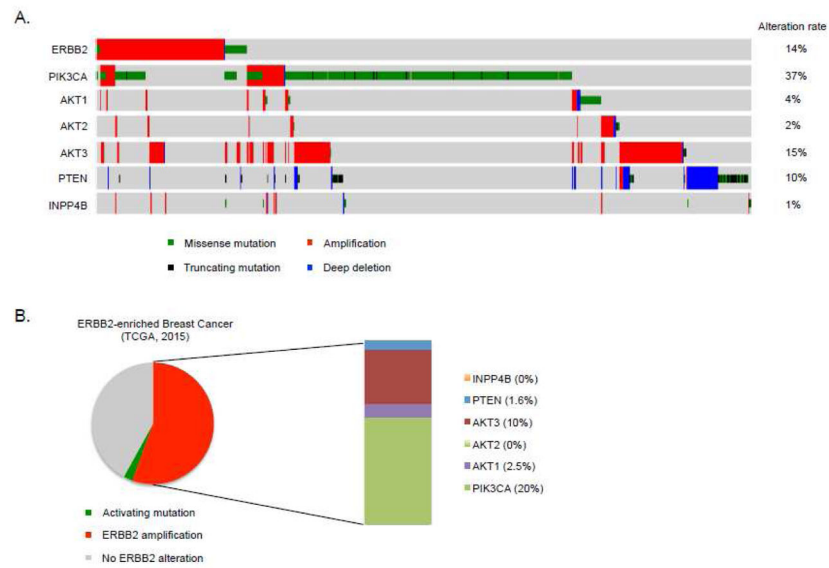 A.
Alteration rate
ERBB2 14%
PIK3CA 37%
AKT1 4%
AKT2 2%
AKT3 15%
PTEN 10%
INPP4B 1%
Missense mutation Amplification
Truncating mutation Deep deletion
B.
ERBB2-enriched Breast Cancer
(TCGA, 2015)
INPP4B (0%)
PTEN (1.6%)
AKT3 (10%)
AKT2 (0%)
AKT1 (2.5%)
PIK3CA (20%)
Activating mutation
ERBB2 amplification
No ERBB2 alteration